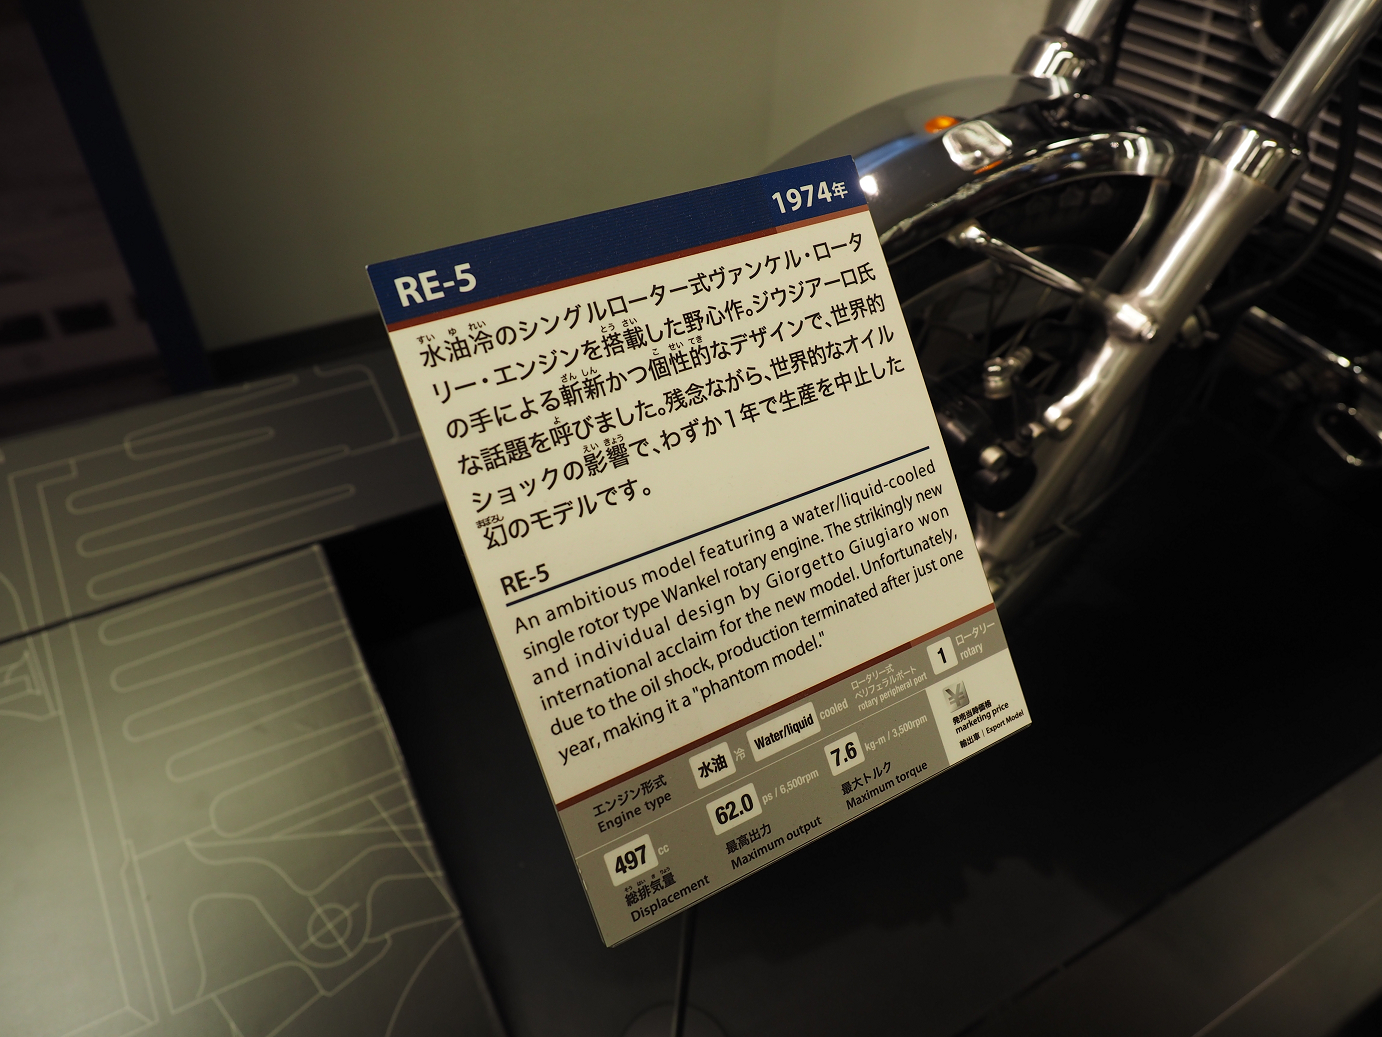 RE-5 1974年
水油冷のシングルローター式ヴァンケル・ロータ
リー・エンジンを搭載した野心作。ジウジアーロ氏
の手による斬新かつ個性的なデザインで、世界的
な話題を呼びました。残念ながら、世界的なオイル
ショックの影響で、わずか1年で生産を中止した
幻のモデルです。
RE-5
An ambitious model featuring a water/liquid-cooled
single rotor type Wankel rotary engine. The strikingly new
and individual design by Giorgetto Giugiaro won
international acclaim for the new model. Unfortunately,
due to the oil shock, production terminated after just one
year, making it a "phantom model."
エンジン形式 水油 冷 Water/liquid cooled ロータリー式 1 ロータリー
Engine type ペリフェラルポート rotary
rotary peripheral port
497 cc 62.0 ps / 6,500rpm 7.6 kg-m / 3,500rpm
総排気量 最高出力 最大トルク
Displacement Maximum output Maximum torque
¥
発売当時価格
marketing price
輸出車 | Export Model